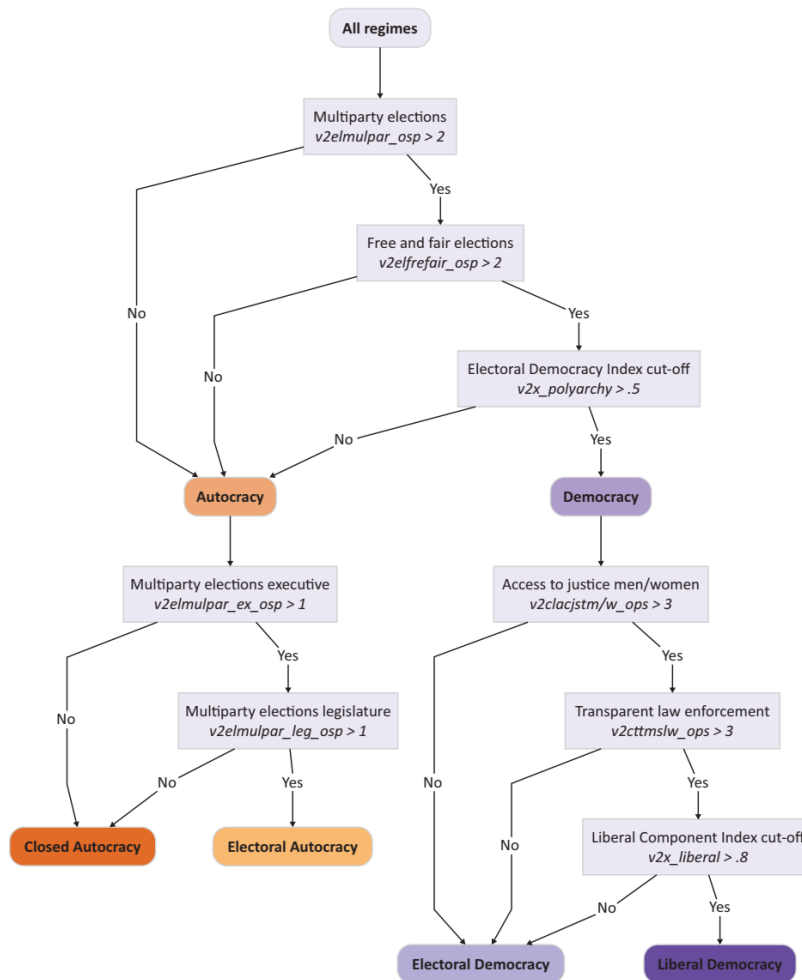 All regimes
Multiparty elections
v2elmulpar_osp > 2
Yes
Free and fair elections
v2elfrefair_osp > 2
No
Yes
Electoral Democracy Index cut-off
v2x_polyarchy > .5
No
No
Yes
Autocracy
Democracy
Multiparty elections executive
v2elmulpar_ex_osp > 1
Access to justice men/women
v2clacjstm/w_ops > 3
Yes
Yes
No
Multiparty elections legislature
v2elmulpar_leg_osp > 1
Transparent law enforcement
v2cttmslw_ops > 3
No
Yes
No
Yes
Closed Autocracy
Electoral Autocracy
No
Liberal Component Index cut-off
v2x_liberal > .8
No
Yes
Electoral Democracy
Liberal Democracy